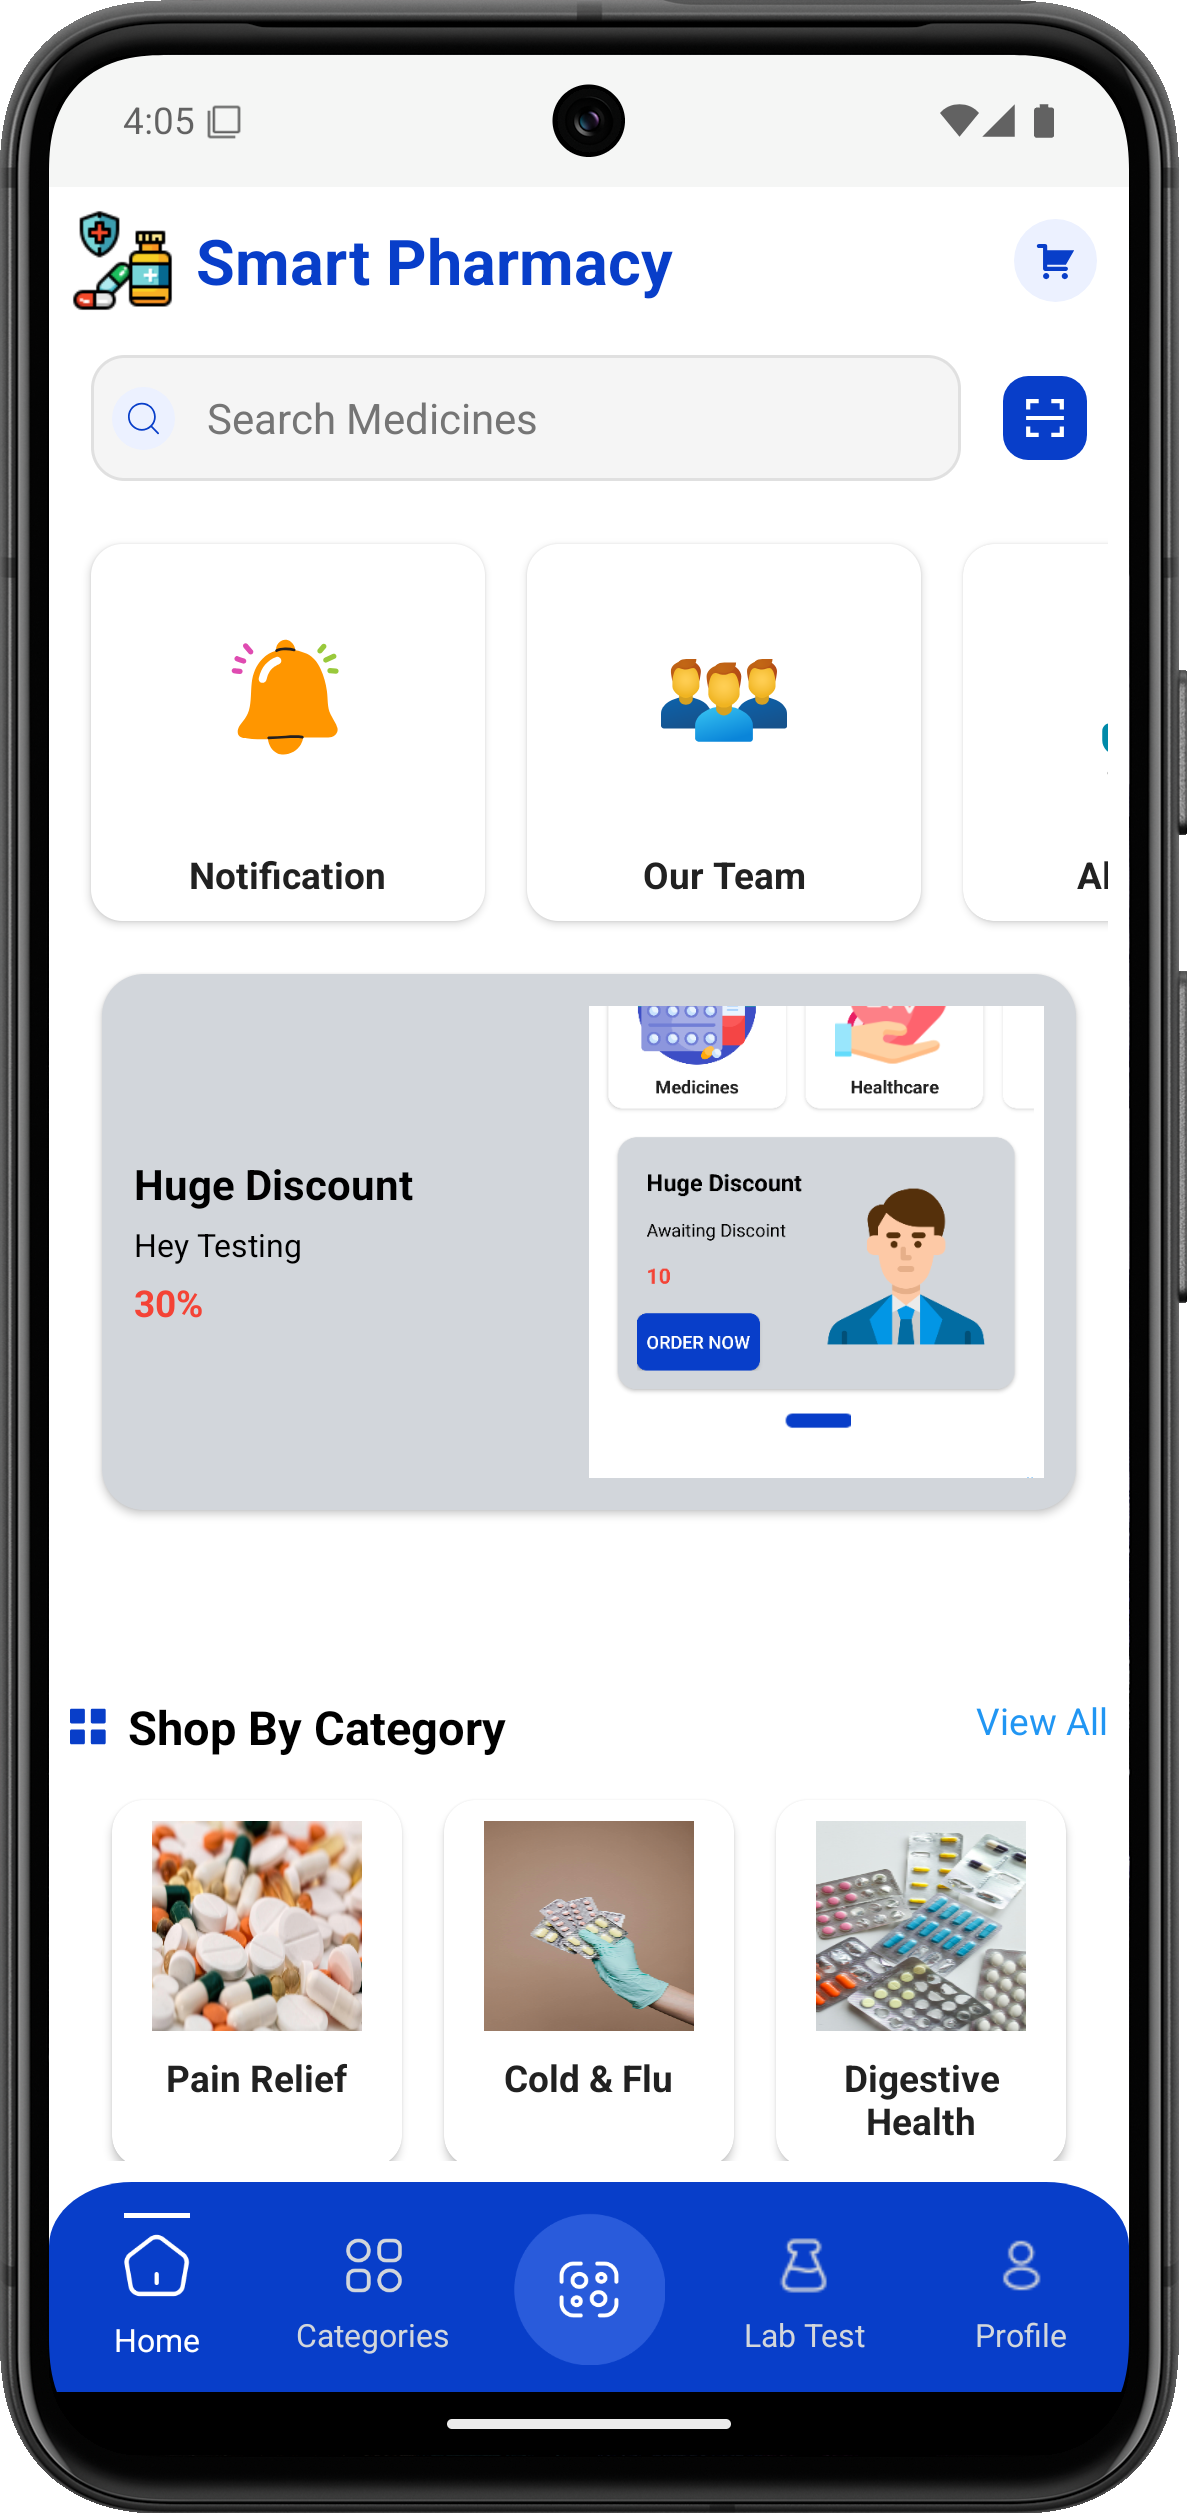 4:05
Smart Pharmacy
Search Medicines
Notification
Our Team
Medicines
Healthcare
Huge Discount
Hey Testing
30%
Huge Discount
Awaiting Discoint
10
ORDER NOW
Shop By Category
View All
Pain Relief
Cold & Flu
Digestive
Health
Home
Categories
Lab Test
Profile